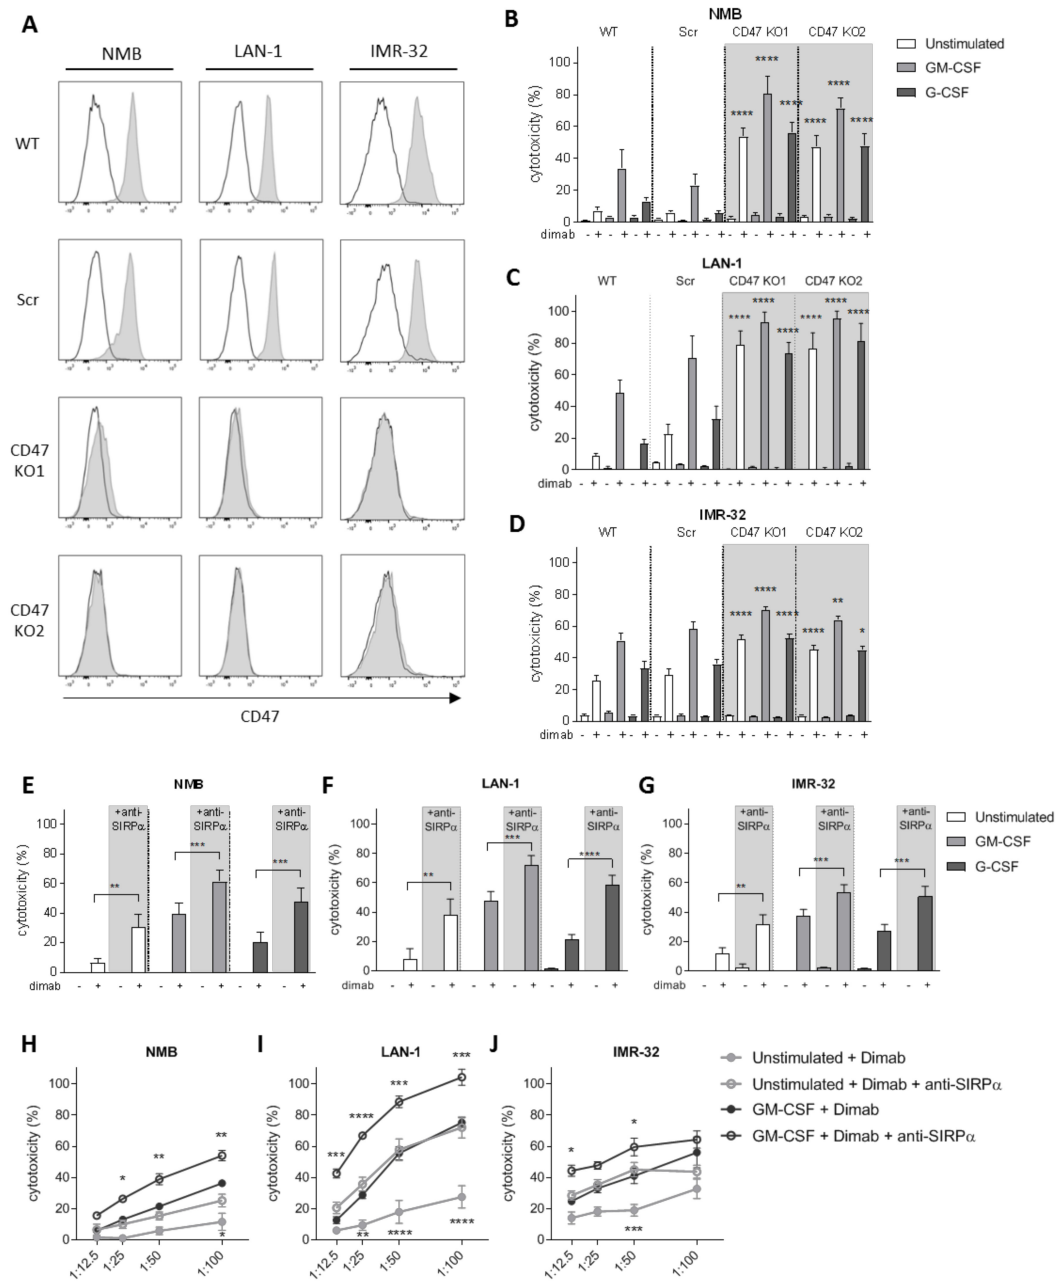 A
NMB LAN-1 IMR-32
WT
Scr
CD47
KO1
CD47
KO2
CD47
B
NMB
WT Scr CD47 KO1 CD47 KO2
Unstimulated
GM-CSF
G-CSF
cytotoxicity (%)
100
80
60
40
20
0
**** **** **** **** **** ****
dimab - + - + - + - + - + - + - + - + - + - + - + - +
C
LAN-1
WT Scr CD47 KO1 CD47 KO2
cytotoxicity (%)
100
80
60
40
20
0
**** **** **** **** **** ****
dimab - + - + - + - + - + - + - + - + - + - + - + - +
D
IMR-32
WT Scr CD47 KO1 CD47 KO2
cytotoxicity (%)
100
80
60
40
20
0
**** **** **** **** ** *
dimab - + - + - + - + - + - + - + - + - + - + - + - +
E
NMB
+anti- +anti- +anti-
SIRPα SIRPα SIRPα
cytotoxicity (%)
100
80
60
40
20
0
** *** ***
dimab - + - + - + - + - + - +
F
LAN-1
+anti- +anti- +anti-
SIRPα SIRPα SIRPα
cytotoxicity (%)
100
80
60
40
20
0
** *** ****
dimab - + - + - + - + - + - +
G
IMR-32
+anti- +anti- +anti-
SIRPα SIRPα SIRPα
cytotoxicity (%)
100
80
60
40
20
0
** *** ***
dimab - + - + - + - + - + - +
Unstimulated
GM-CSF
G-CSF
H
NMB
cytotoxicity (%)
100
80
60
40
20
0
* ** **
*
1:12.5 1:25 1:50 1:100
I
LAN-1
cytotoxicity (%)
100
80
60
40
20
0
*** **** *** ***
** **** ****
1:12.5 1:25 1:50 1:100
J
IMR-32
cytotoxicity (%)
100
80
60
40
20
0
* *
***
1:12.5 1:25 1:50 1:100
Unstimulated + Dimab
Unstimulated + Dimab + anti-SIRPα
GM-CSF + Dimab
GM-CSF + Dimab + anti-SIRPα